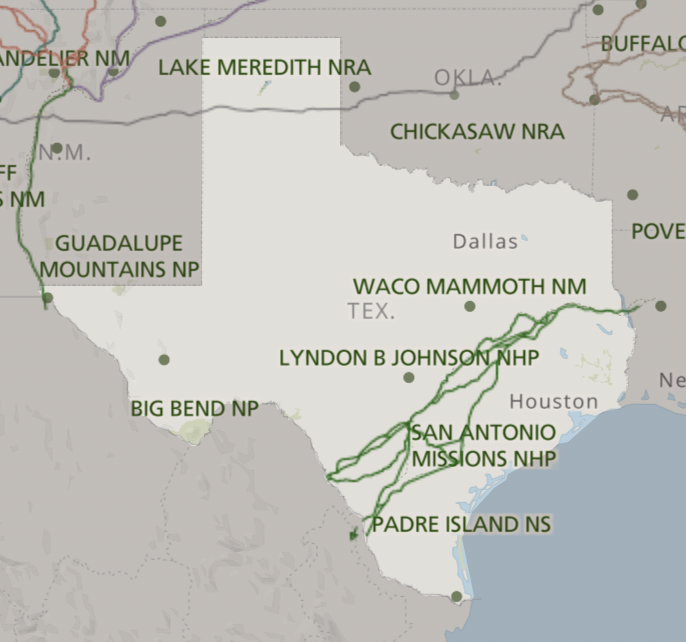 ANDELIER NM
LAKE MEREDITH NRA
BUFFALO
OKLA.
AR
CHICKASAW NRA
N.M.
FF
S NM
POVE
GUADALUPE
MOUNTAINS NP
Dallas
WACO MAMMOTH NM
TEX.
LYNDON B JOHNSON NHP
Ne
BIG BEND NP
Houston
SAN ANTONIO
MISSIONS NHP
PADRE ISLAND NS